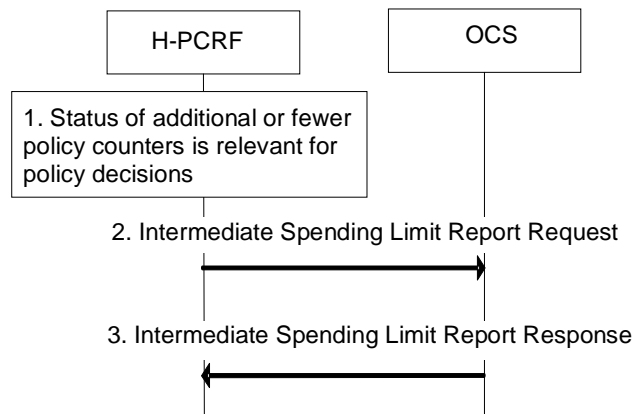 H-PCRF
OCS
1. Status of additional or fewer
policy counters is relevant for
policy decisions
2. Intermediate Spending Limit Report Request
3. Intermediate Spending Limit Report Response